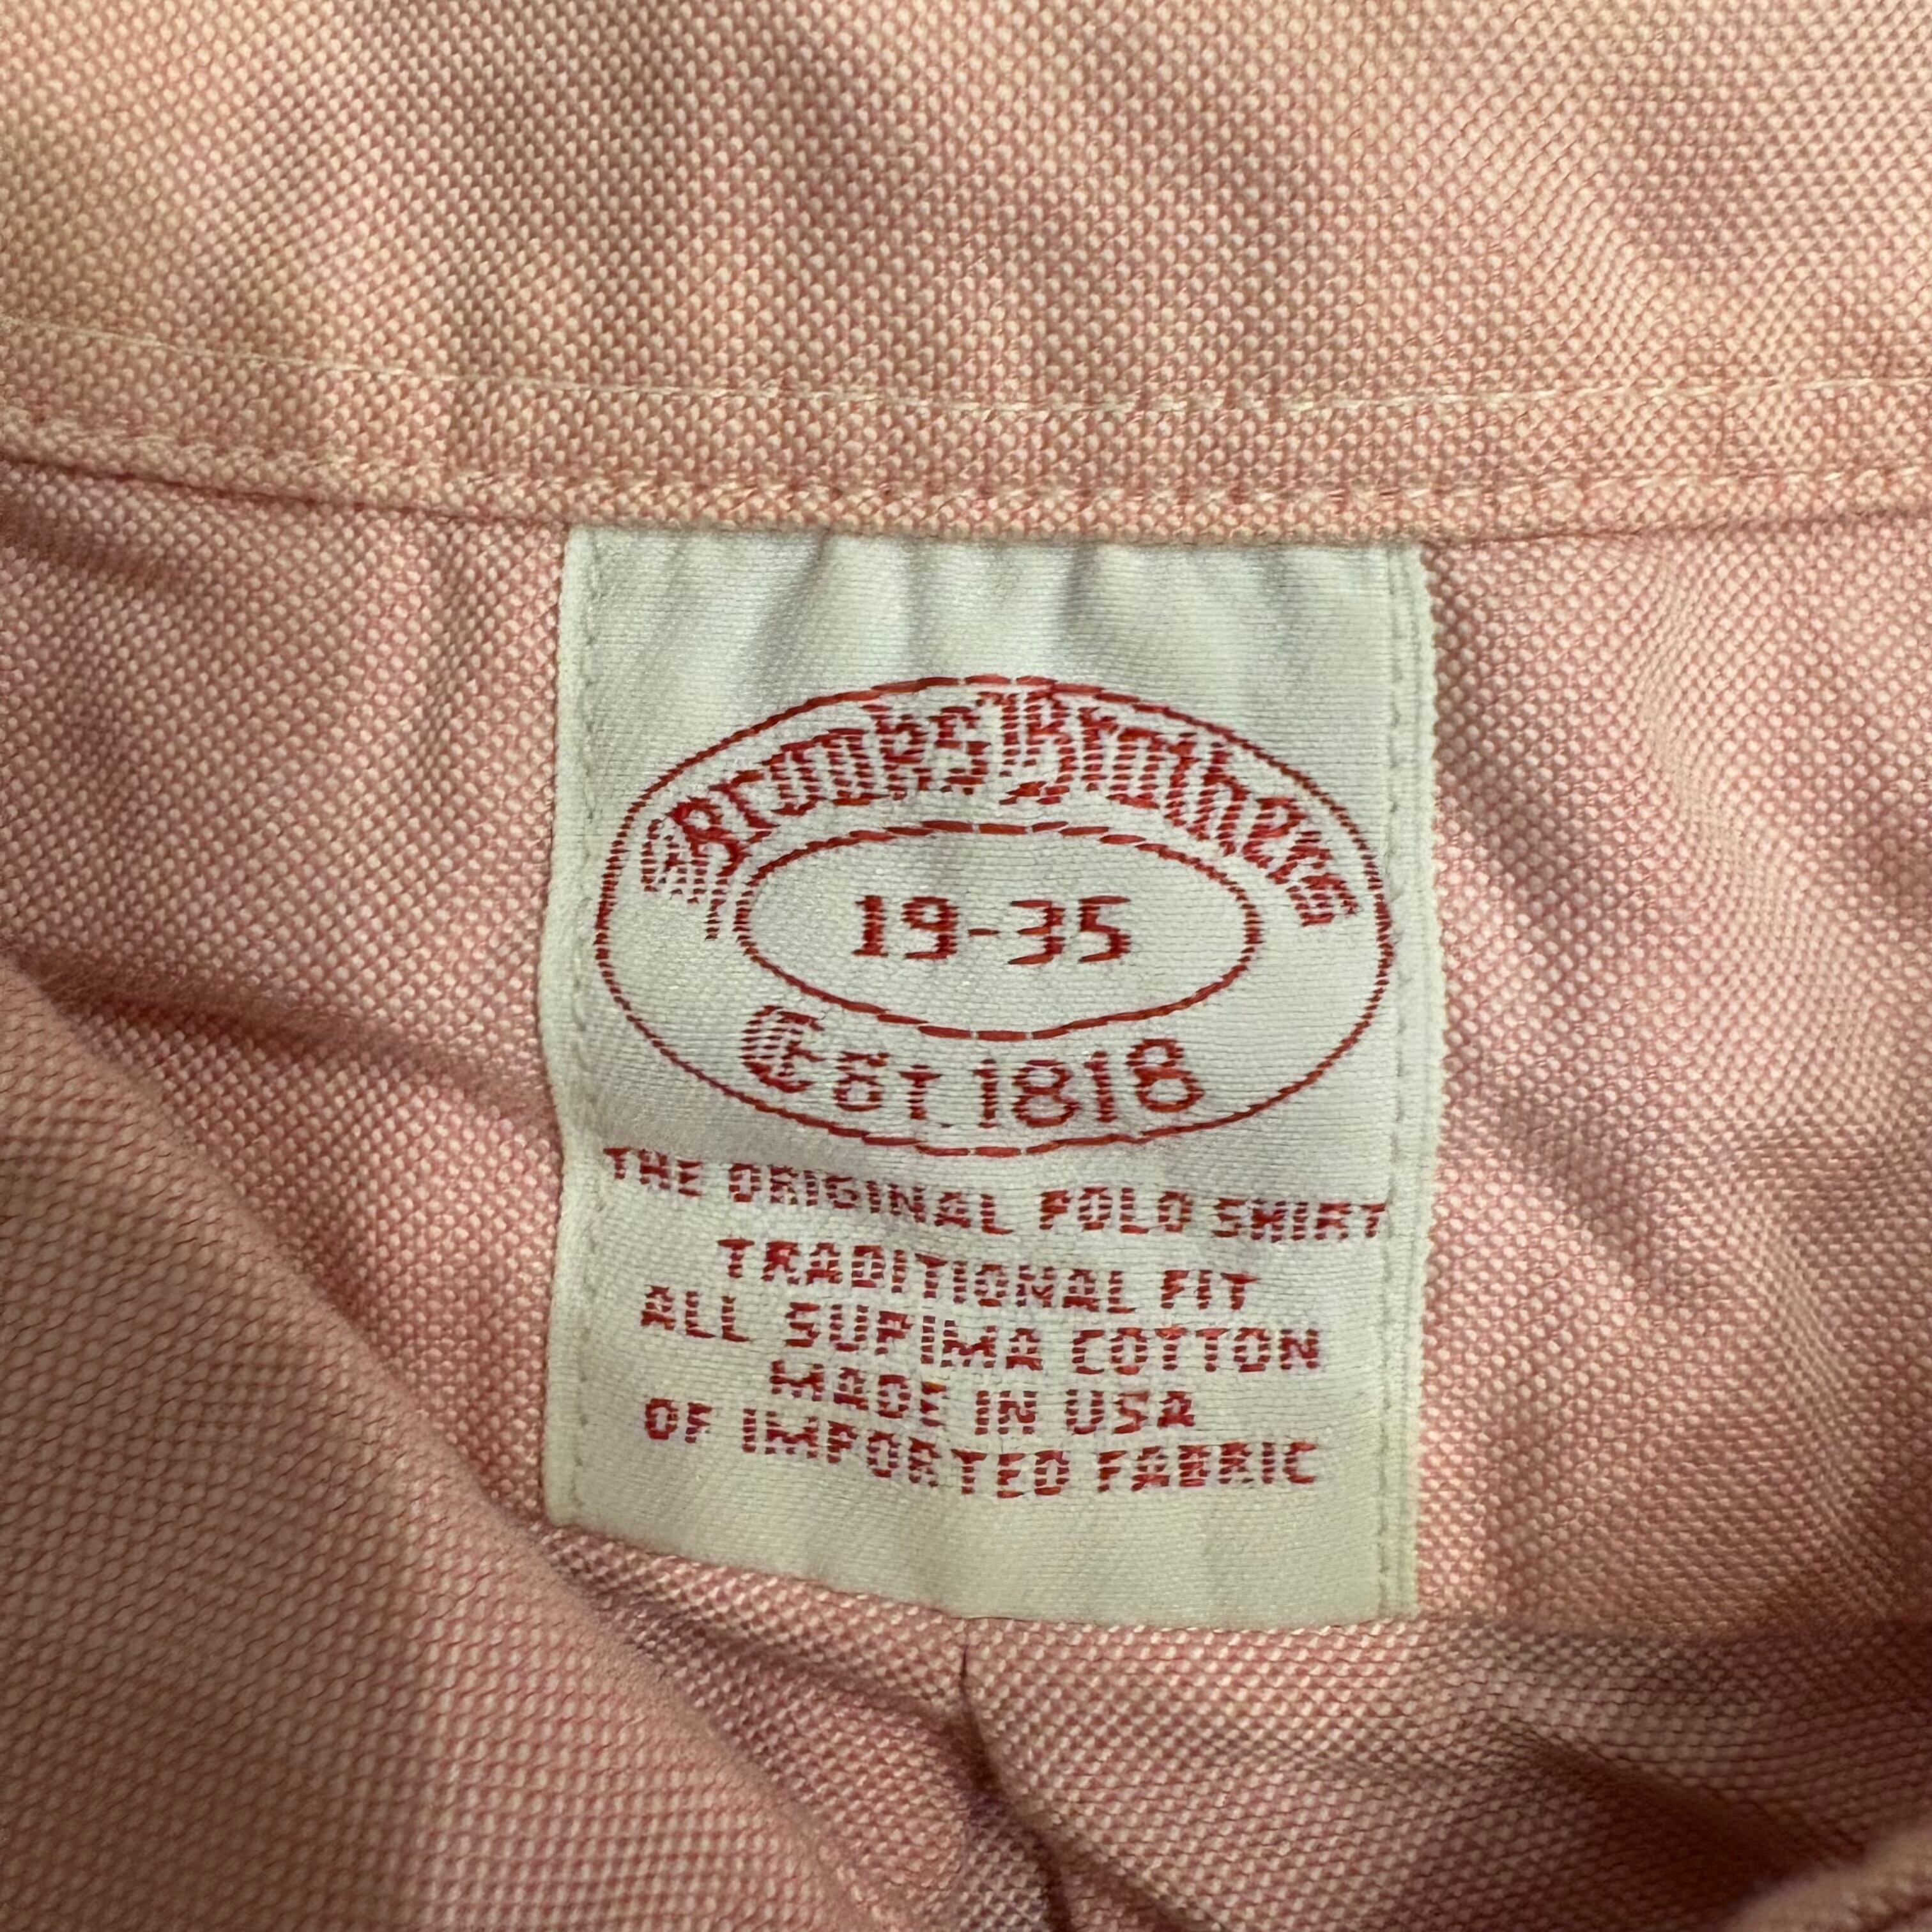 Brooks Brothers
19-35
Est. 1818
THE ORIGINAL POLO SHIRT
TRADITIONAL FIT
ALL SUPIMA COTTON
MADE IN USA
OF IMPORTED FABRIC